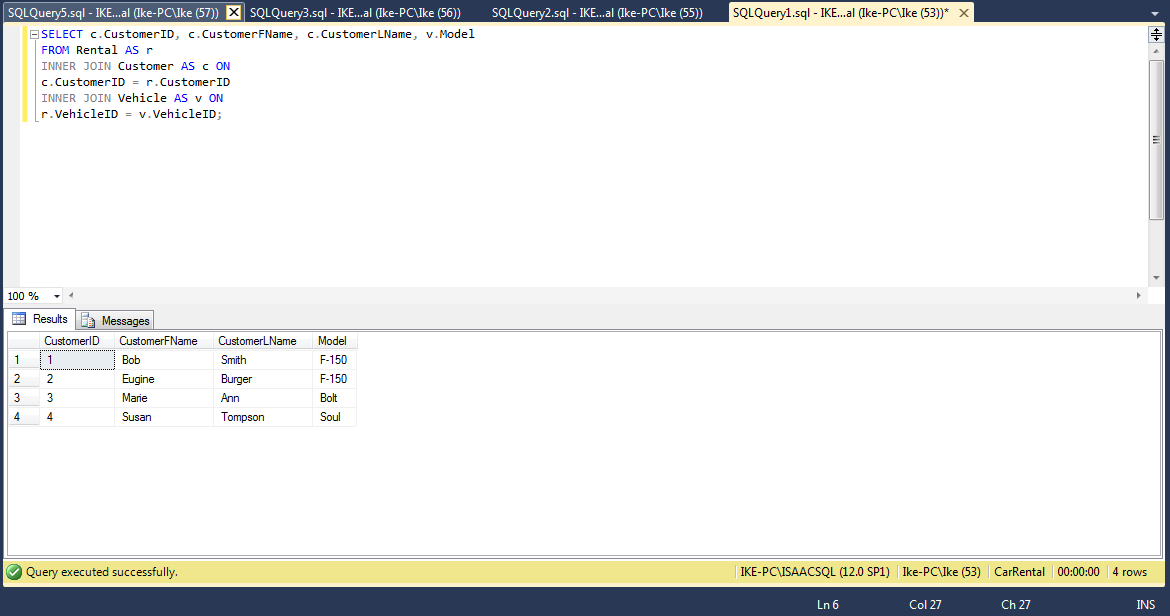 SQLQuery5.sql - IKE...al (Ike-PC\Ike (57)) SQLQuery3.sql - IKE...al (Ike-PC\Ike (56)) SQLQuery2.sql - IKE...al (Ike-PC\Ike (55)) SQLQuery1.sql - IKE...al (Ike-PC\Ike (53))*
SELECT c.CustomerID, c.CustomerFName, c.CustomerLName, v.Model
FROM Rental AS r
INNER JOIN Customer AS c ON
c.CustomerID = r.CustomerID
INNER JOIN Vehicle AS v ON
r.VehicleID = v.VehicleID;
100 %
Results Messages
CustomerID CustomerFName CustomerLName Model
1 1 Bob Smith F-150
2 2 Eugine Burger F-150
3 3 Marie Ann Bolt
4 4 Susan Tompson Soul
Query executed successfully. IKE-PC\ISAACSQL (12.0 SP1) Ike-PC\Ike (53) CarRental 00:00:00 4 rows
Ln 6 Col 27 Ch 27 INS